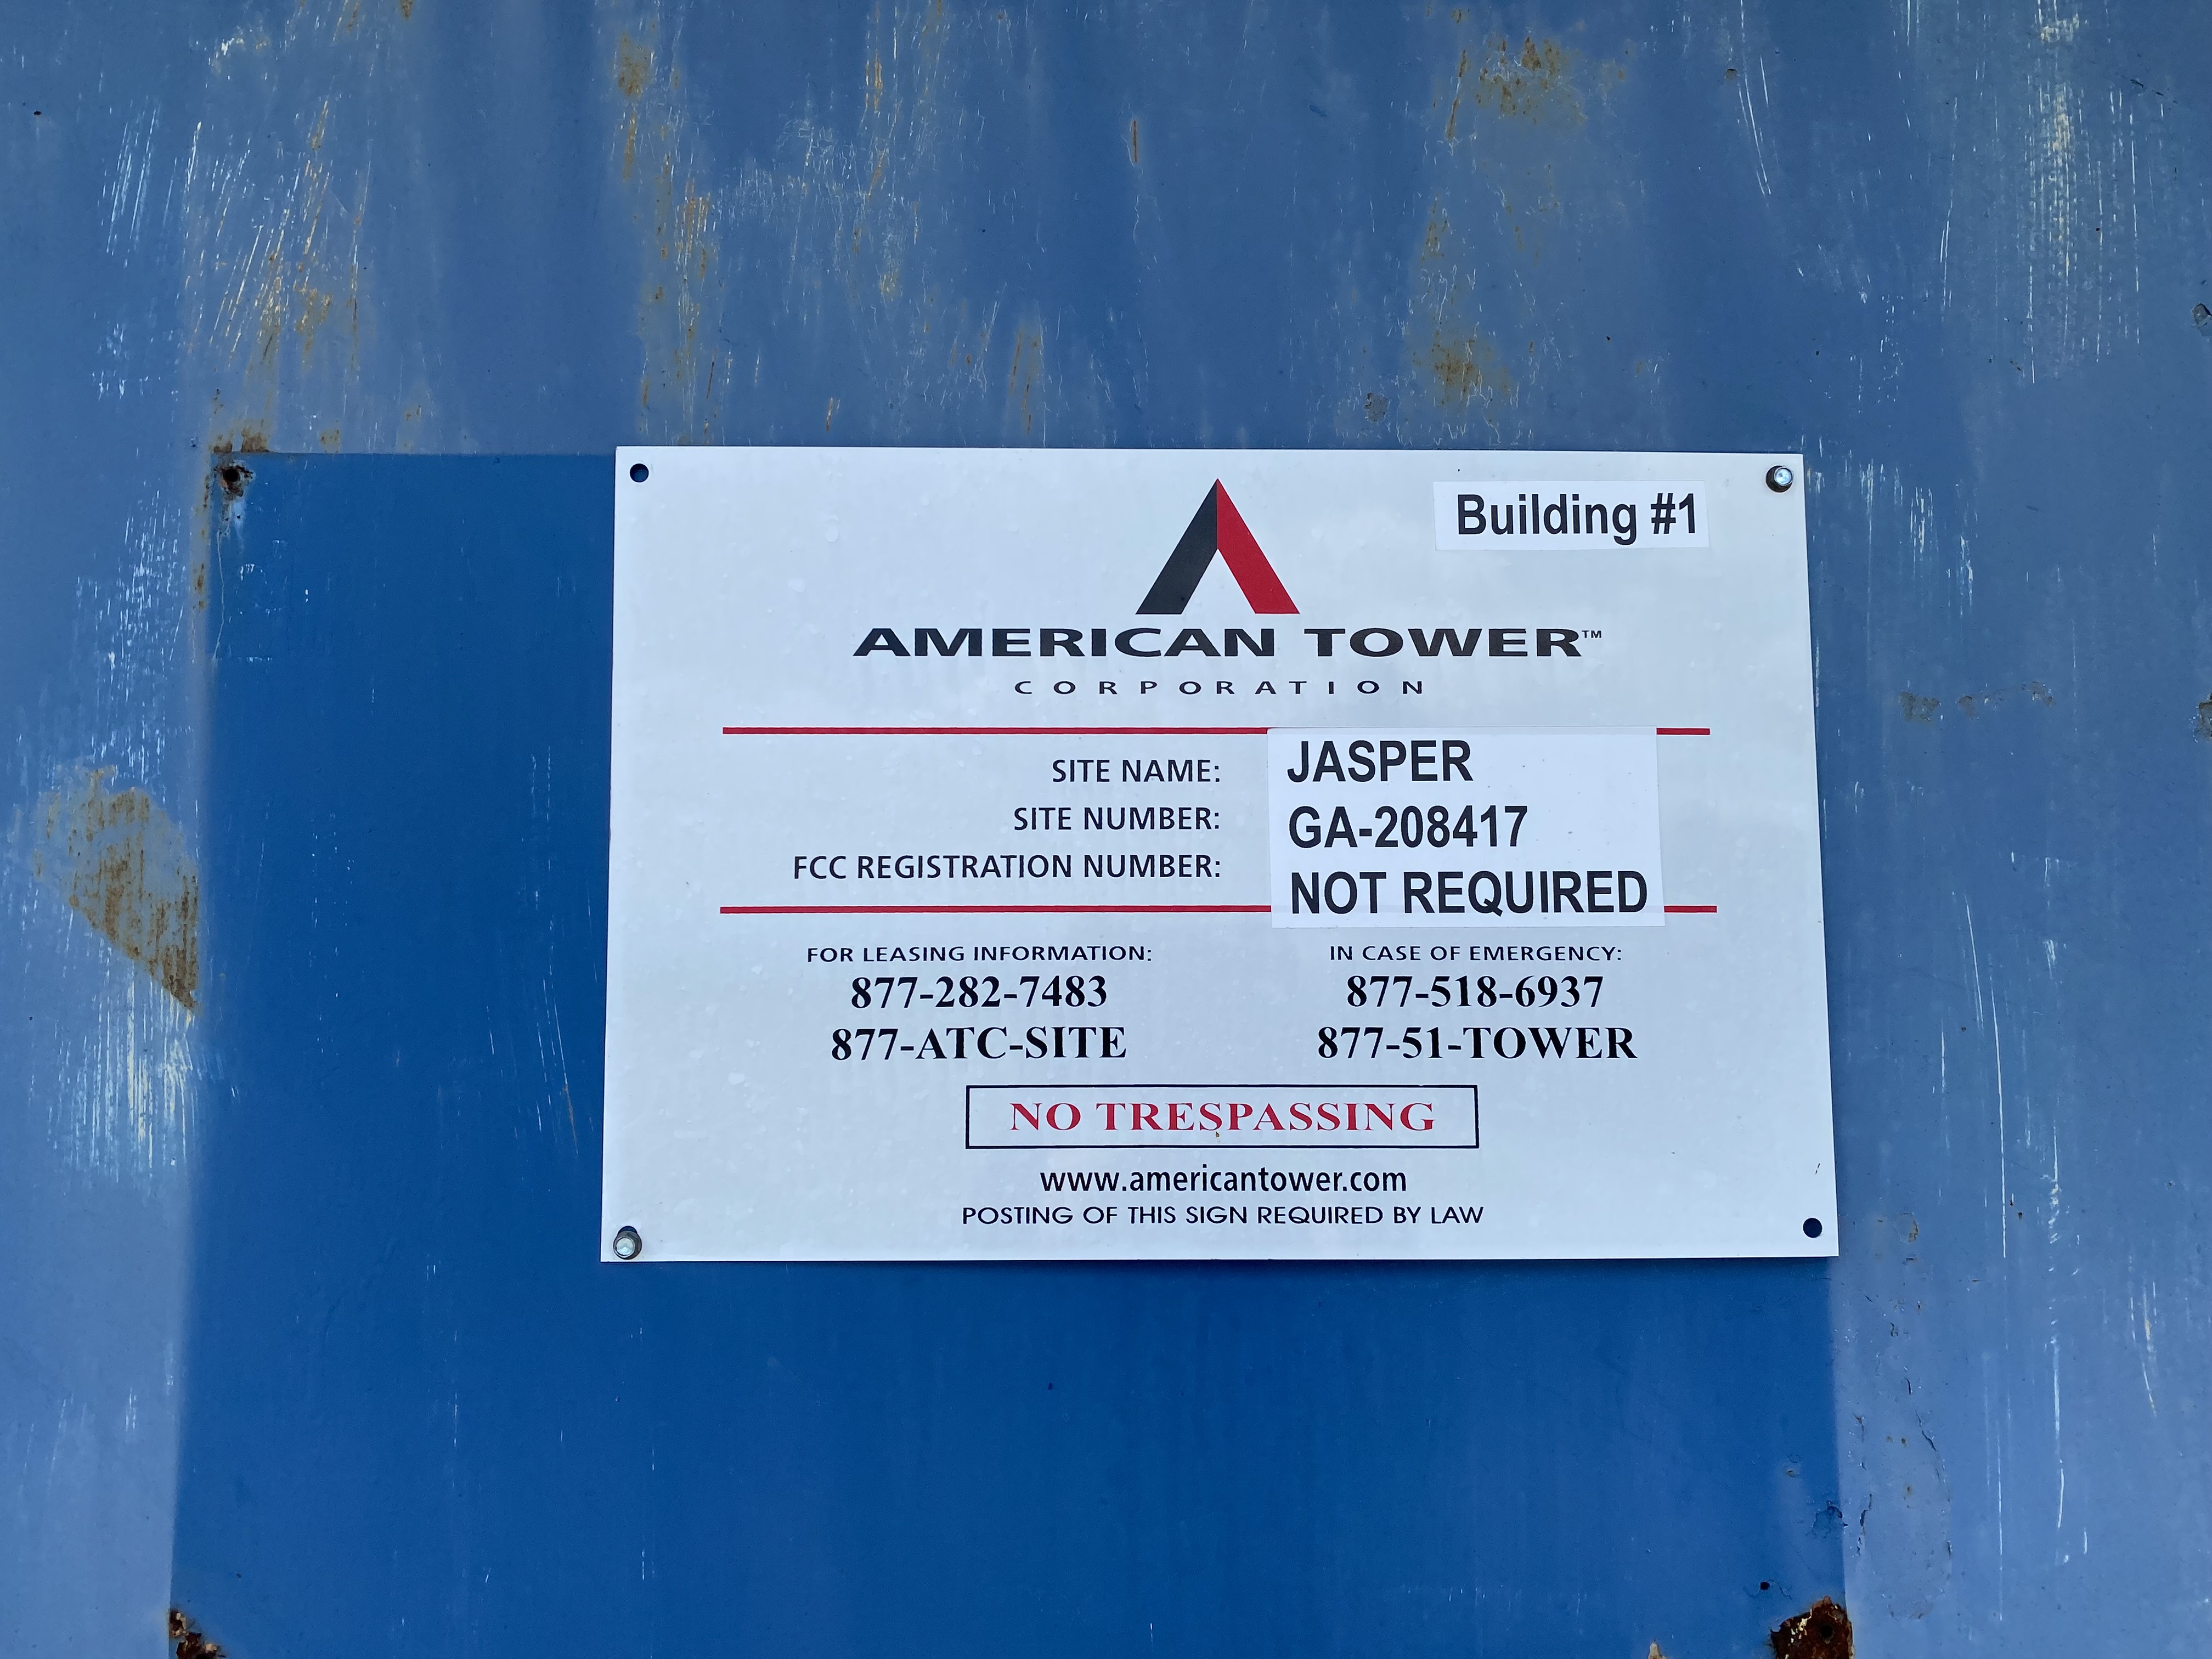 Building #1
AMERICAN TOWER™
CORPORATION
SITE NAME: JASPER
SITE NUMBER: GA-208417
FCC REGISTRATION NUMBER: NOT REQUIRED
FOR LEASING INFORMATION:
877-282-7483
877-ATC-SITE
IN CASE OF EMERGENCY:
877-518-6937
877-51-TOWER
NO TRESPASSING
www.americantower.com
POSTING OF THIS SIGN REQUIRED BY LAW